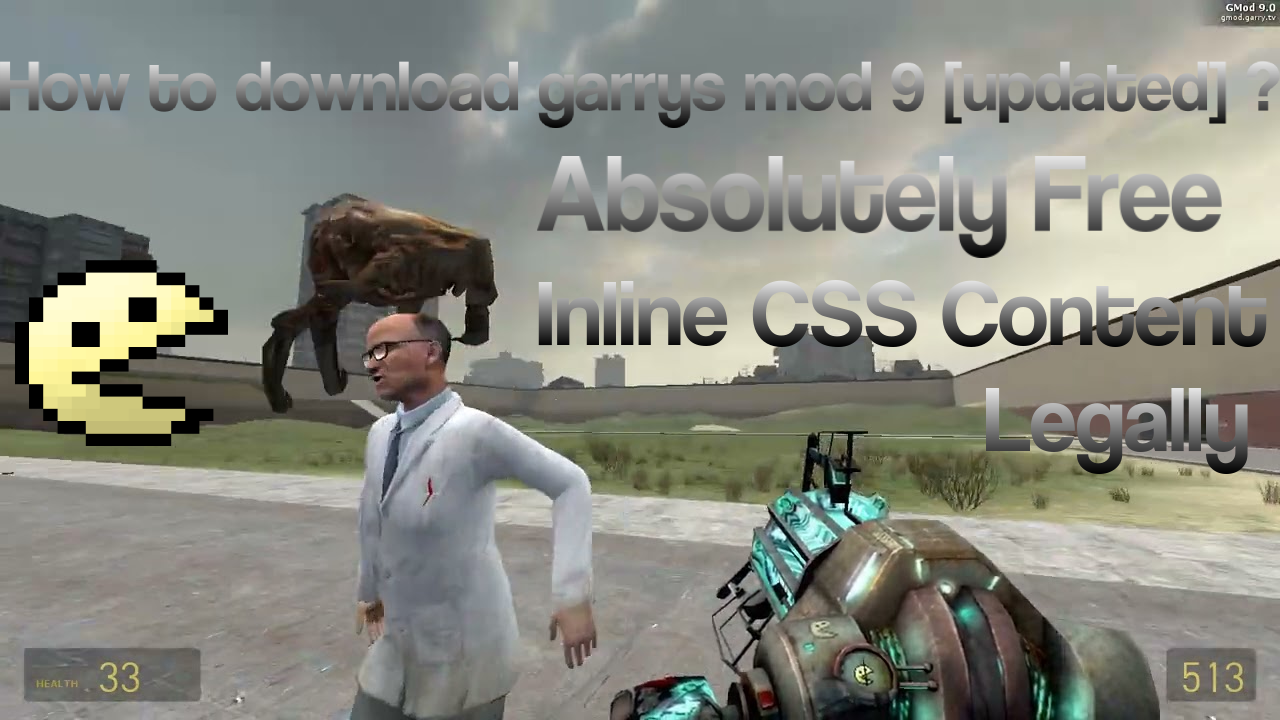 GMod 9.0
gmod.garry.tv
How to download garrys mod 9 [updated] ?
Absolutely Free
Inline CSS Content
Legally
HEALTH 33
513